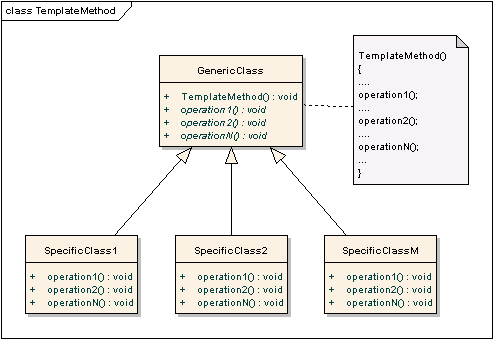 class TemplateMethod
GenericClass
+ TemplateMethod() : void
+ operation1() : void
+ operation2() : void
+ operationN() : void
TemplateMethod()
{
....
operation1();
....
operation2();
....
operationN();
...
}
SpecificClass1
+ operation1() : void
+ operation2() : void
+ operationN() : void
SpecificClass2
+ operation1() : void
+ operation2() : void
+ operationN() : void
SpecificClassM
+ operation1() : void
+ operation2() : void
+ operationN() : void